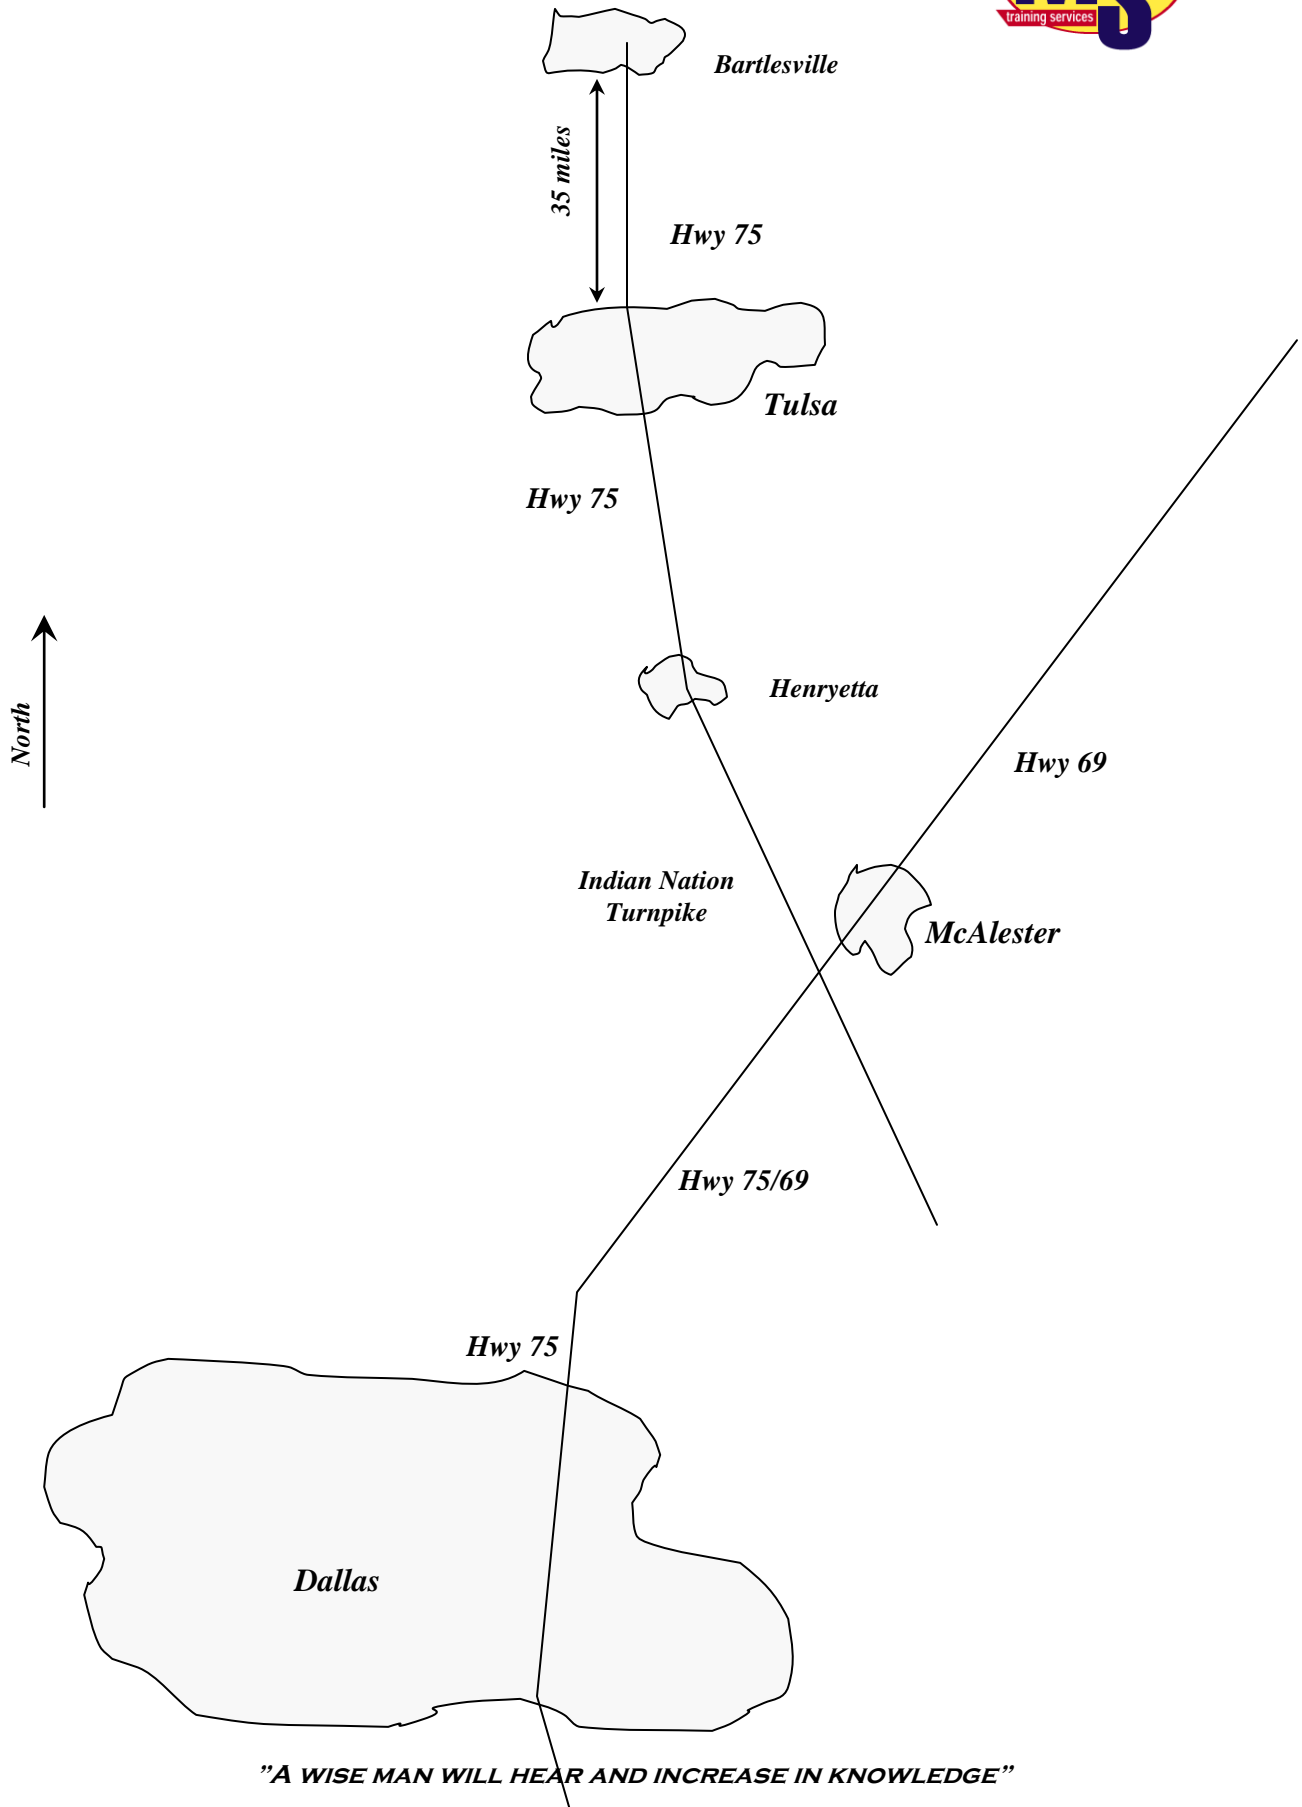 training services
Bartlesville
35 miles
Hwy 75
Tulsa
Hwy 75
Henryetta
North
Hwy 69
Indian Nation
Turnpike
McAlester
Hwy 75/69
Hwy 75
Dallas
"A WISE MAN WILL HEAR AND INCREASE IN KNOWLEDGE"